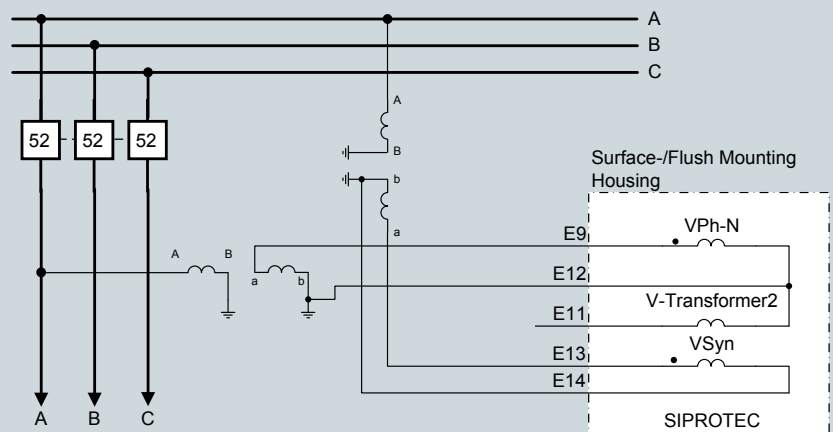 A
B
C
A
52 52 52
B
Surface-/Flush Mounting
Housing
b
E9 VPh-N
a
A B
a b
E12
V-Transformer2
E11
VSyn
E13
E14
A B C
SIPROTEC